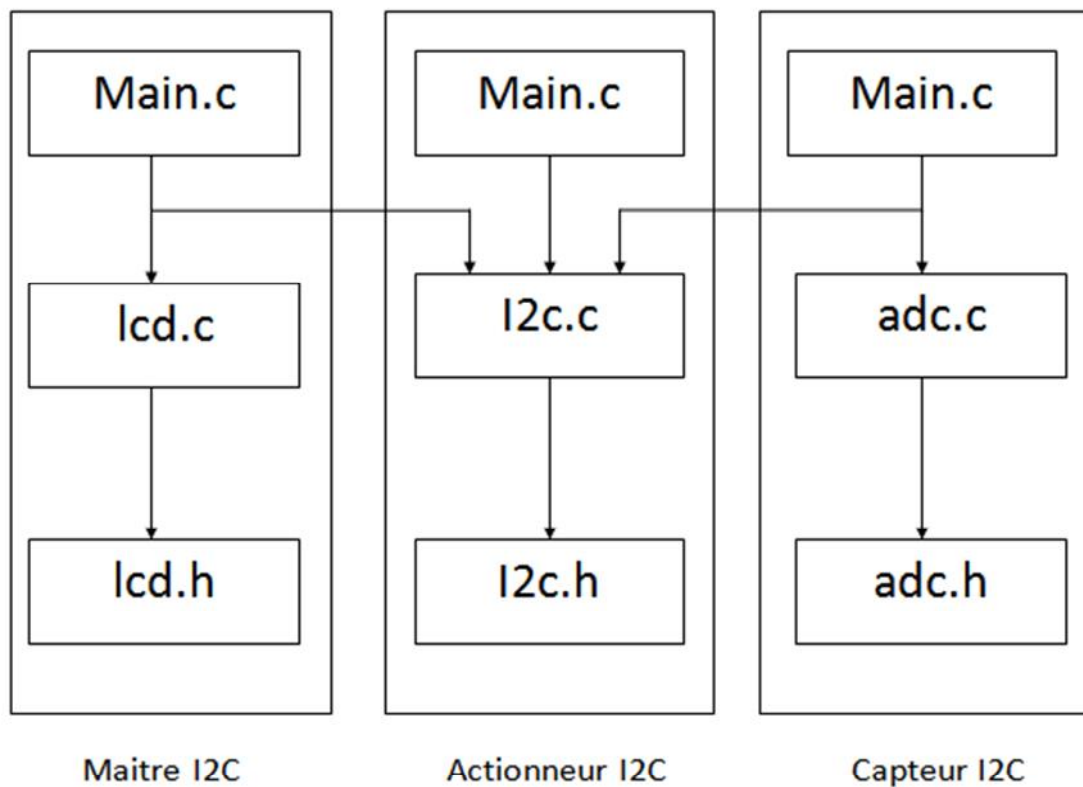 Main.c
Main.c
Main.c
lcd.c
I2c.c
adc.c
lcd.h
I2c.h
adc.h
Maitre I2C
Actionneur I2C
Capteur I2C